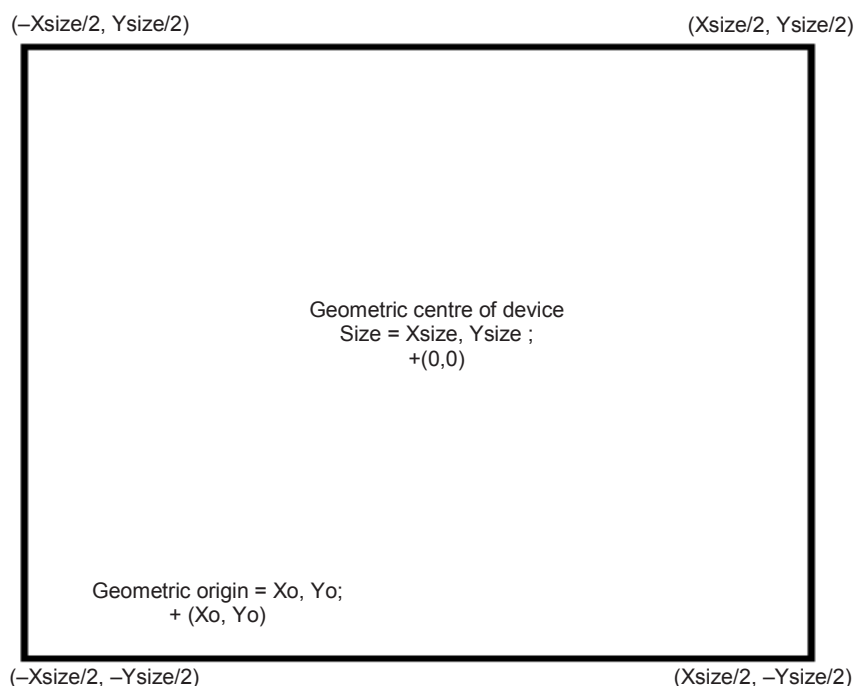 (–Xsize/2, Ysize/2)
(Xsize/2, Ysize/2)
Geometric centre of device
Size = Xsize, Ysize ;
+(0,0)
Geometric origin = Xo, Yo;
+ (Xo, Yo)
(–Xsize/2, –Ysize/2)
(Xsize/2, –Ysize/2)